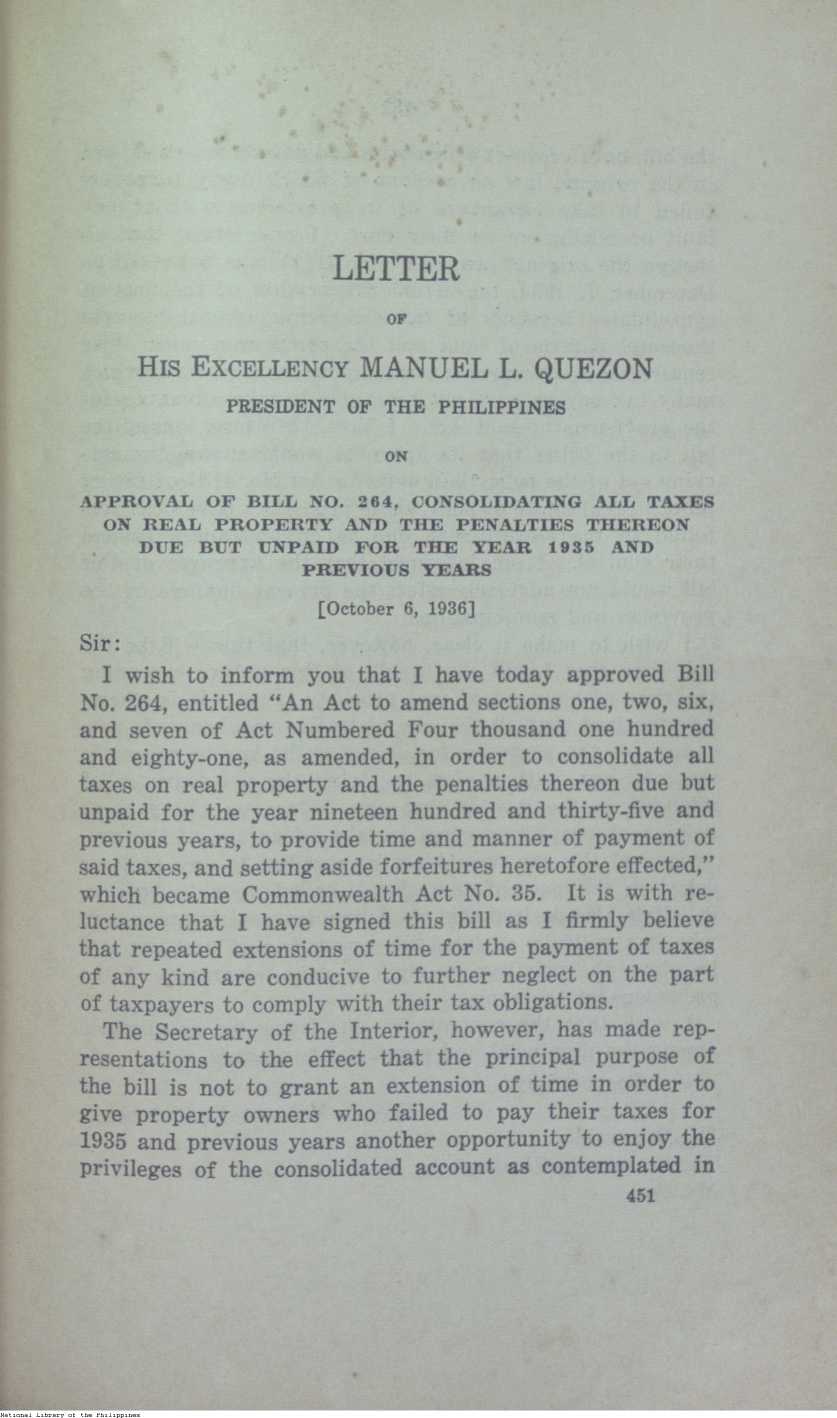 LETTER
OF
HIS EXCELLENCY MANUEL L. QUEZON
PRESIDENT OF THE PHILIPPINES
ON
APPROVAL OF BILL NO. 264, CONSOLIDATING ALL TAXES
ON REAL PROPERTY AND THE PENALTIES THEREON
DUE BUT UNPAID FOR THE YEAR 1935 AND
PREVIOUS YEARS
[October 6, 1936]
Sir:
I wish to inform you that I have today approved Bill
No. 264, entitled “An Act to amend sections one, two, six,
and seven of Act Numbered Four thousand one hundred
and eighty-one, as amended, in order to consolidate all
taxes on real property and the penalties thereon due but
unpaid for the year nineteen hundred and thirty-five and
previous years, to provide time and manner of payment of
said taxes, and setting aside forfeitures heretofore effected,”
which became Commonwealth Act No. 35. It is with re-
luctance that I have signed this bill as I firmly believe
that repeated extensions of time for the payment of taxes
of any kind are conducive to further neglect on the part
of taxpayers to comply with their tax obligations.
The Secretary of the Interior, however, has made rep-
resentations to the effect that the principal purpose of
the bill is not to grant an extension of time in order to
give property owners who failed to pay their taxes for
1935 and previous years another opportunity to enjoy the
privileges of the consolidated account as contemplated in
451
National Library of the Philippines